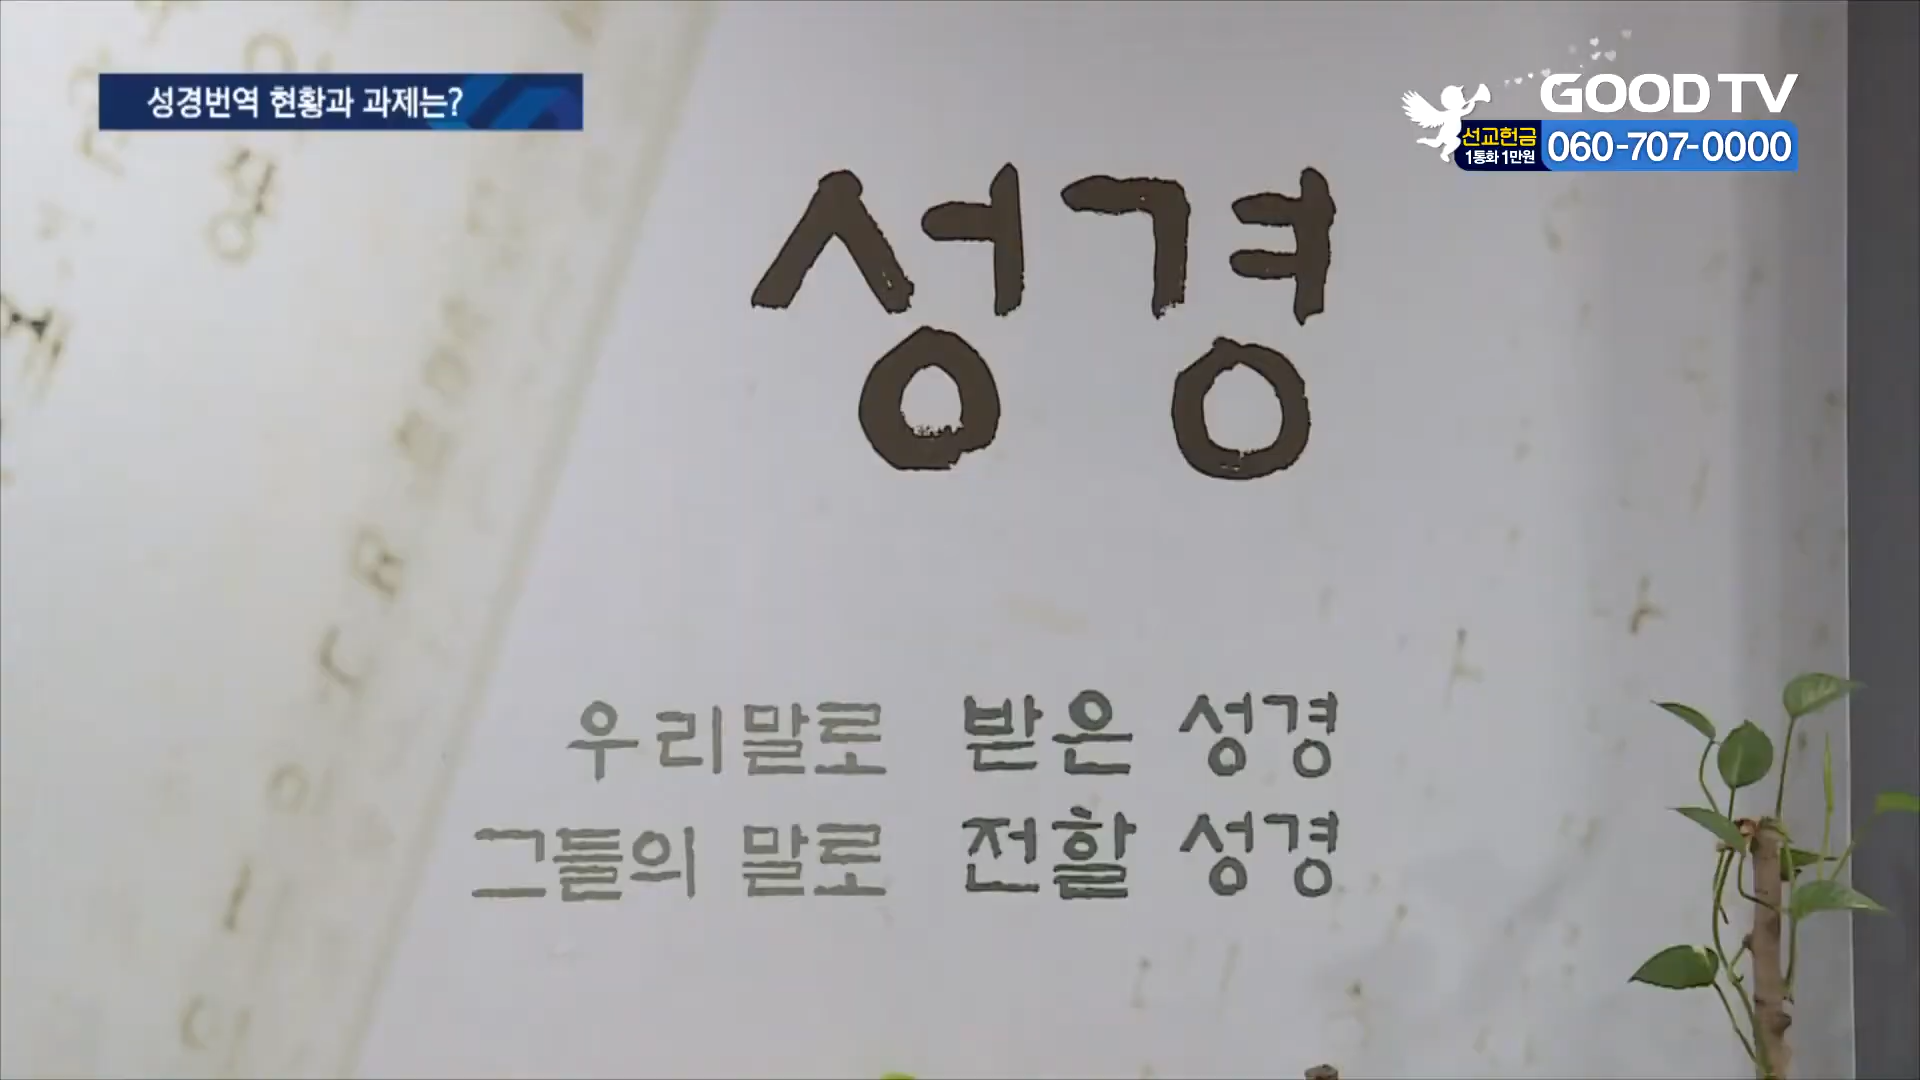 성경번역 현황과 과제는?
GOODTV
선교헌금
1통화 1만원
060-707-0000
성경
우리말로 받은 성경
그들의 말로 전할 성경